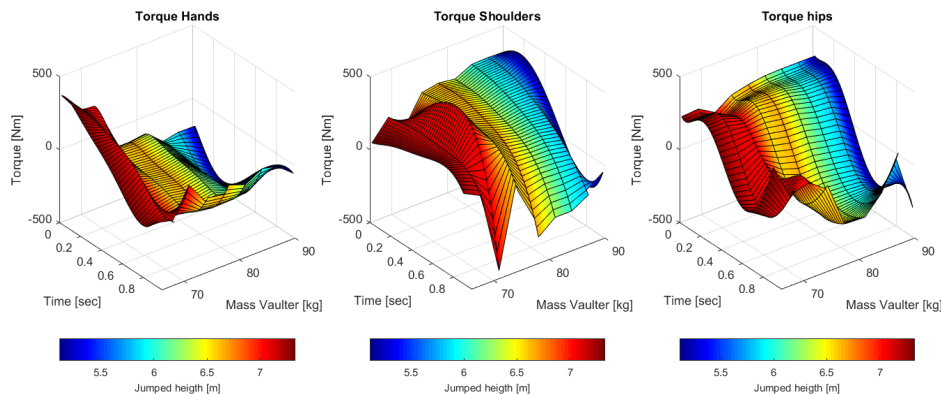 Torque Hands
Torque Shoulders
Torque hips
500
0
-500
Torque [Nm]
0
0.2
0.4
0.6
0.8
Time [sec]
70
80
90
Mass Vaulter [kg]
500
0
-500
Torque [Nm]
0
0.2
0.4
0.6
0.8
Time [sec]
70
80
90
Mass Vaulter [kg]
500
0
-500
Torque [Nm]
0
0.2
0.4
0.6
0.8
Time [sec]
70
80
90
Mass Vaulter [kg]
5.5 6 6.5 7
Jumped heigth [m]
5.5 6 6.5 7
Jumped heigth [m]
5.5 6 6.5 7
Jumped heigth [m]